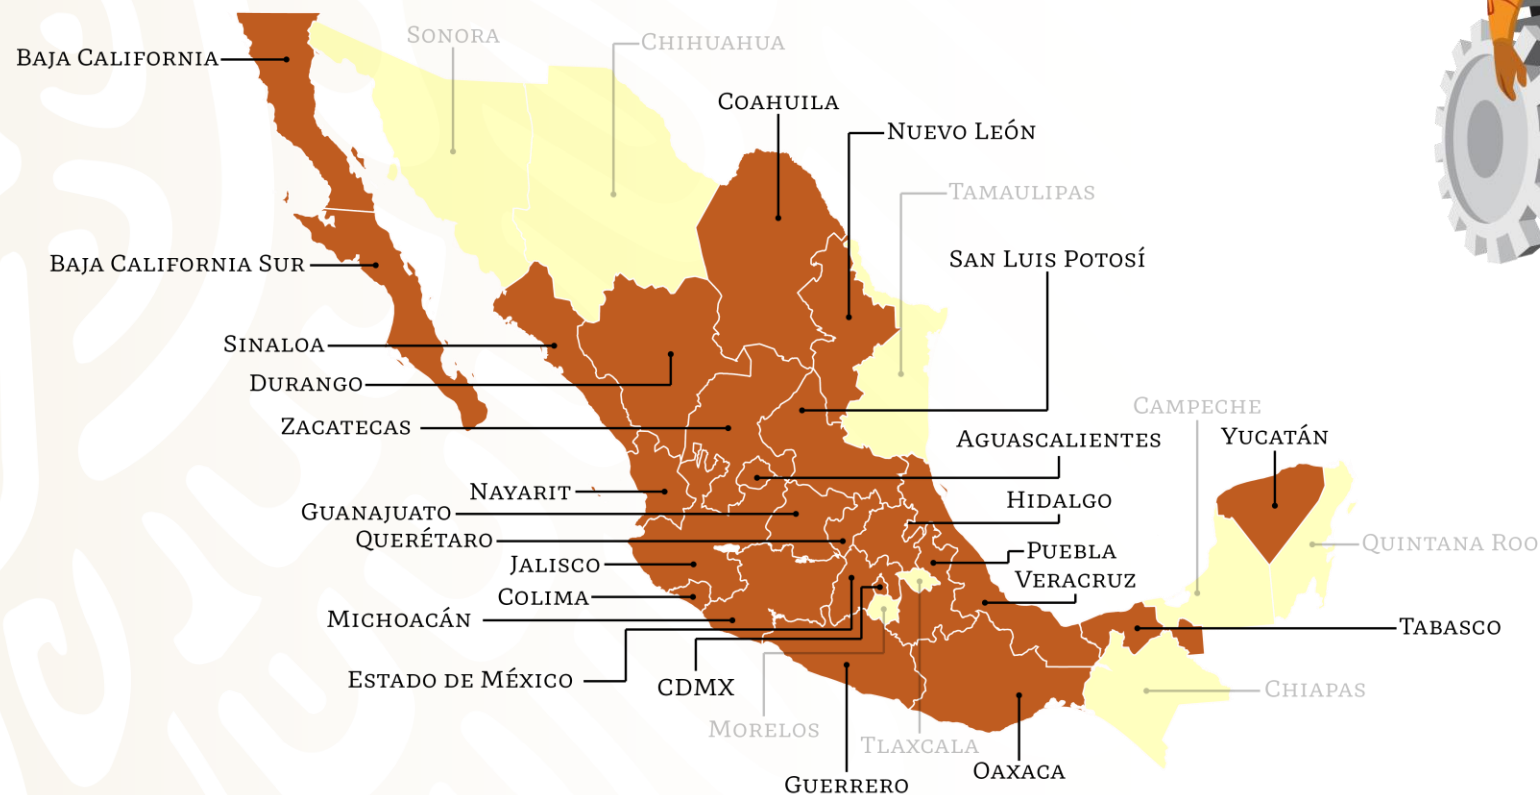 Sonora
Chihuahua
Baja California
Coahuila
Nuevo León
Tamaulipas
San Luis Potosí
Baja California Sur
Sinaloa
Durango
Campeche
Zacatecas
Aguascalientes
Yucatán
Nayarit
Hidalgo
Guanajuato
Querétaro
Quintana Roo
Puebla
Jalisco
Veracruz
Colima
Michoacán
Tabasco
Estado de México
CDMX
Chiapas
Morelos
Tlaxcala
Oaxaca
Guerrero